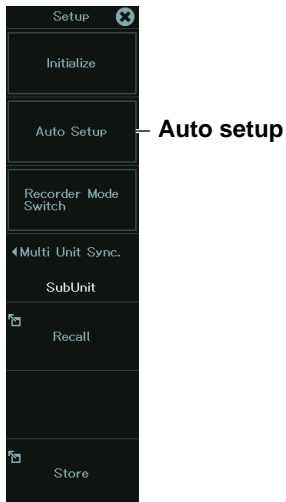 Setup
Initialize
Auto Setup
Auto setup
Recorder Mode
Switch
Multi Unit Sync.
SubUnit
Recall
Store